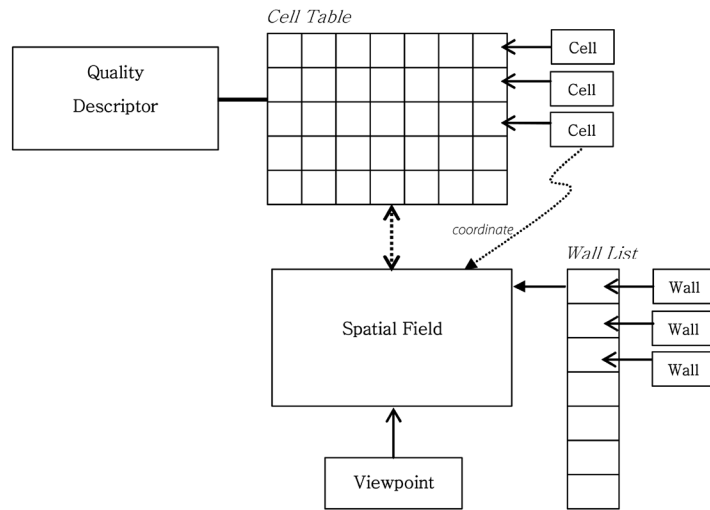 Cell Table
Quality
Descriptor
Cell
Cell
Cell
coordinate
Wall List
Spatial Field
Wall
Wall
Wall
Viewpoint